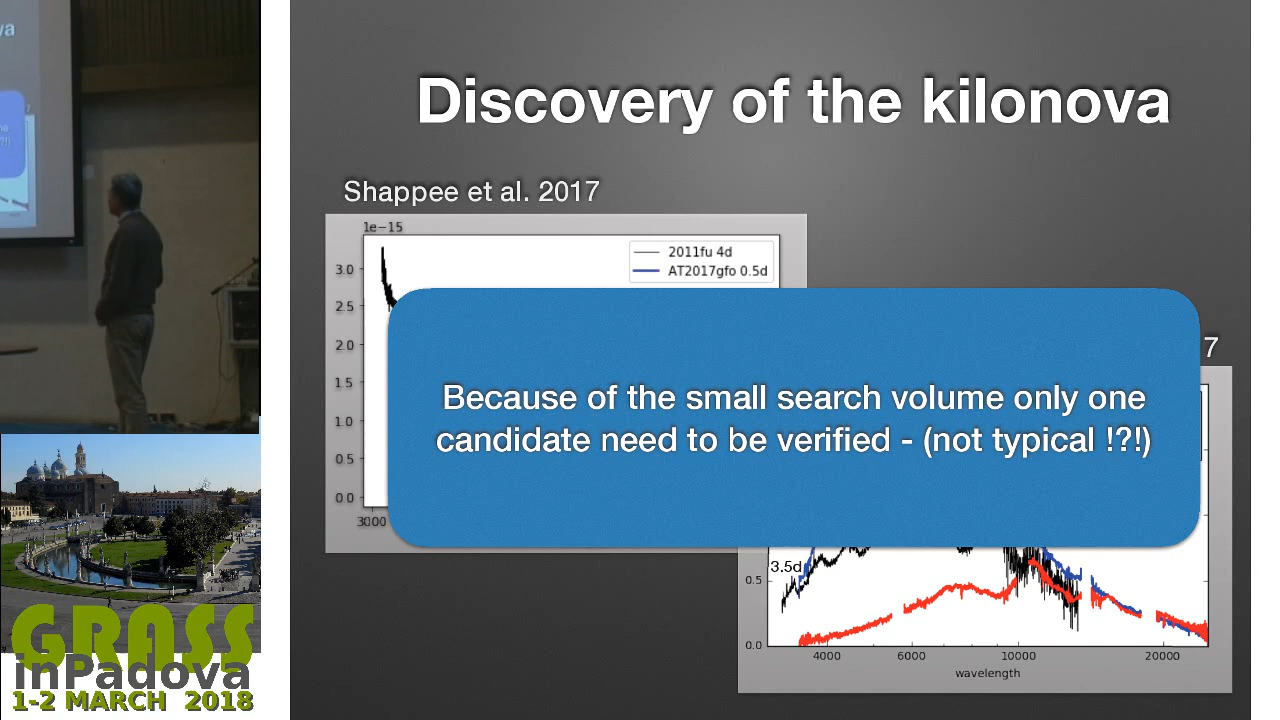 Discovery of the kilonova
Shappee et al. 2017
1e−15
2011fu 4d
AT2017gfo 0.5d
3.0
2.5
2.0
1.5
1.0
0.5
0.0
3000
7
Because of the small search volume only one
candidate need to be verified - (not typical !?!)
3.5d
0.5
0.0
4000 6000 10000 20000
wavelength
GRASS
inPadova
1-2 MARCH 2018